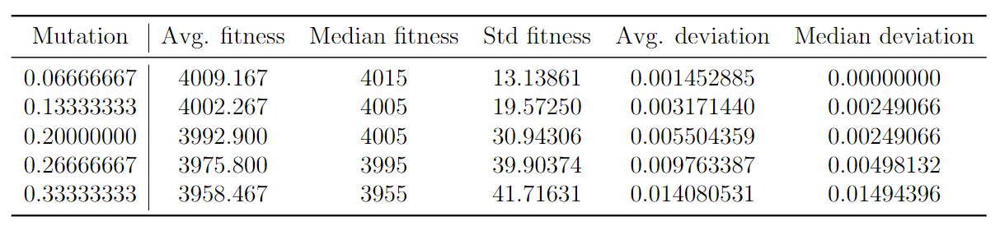 Mutation Avg. fitness Median fitness Std fitness Avg. deviation Median deviation
0.06666667 4009.167 4015 13.13861 0.001452885 0.00000000
0.13333333 4002.267 4005 19.57250 0.003171440 0.00249066
0.20000000 3992.900 4005 30.94306 0.005504359 0.00249066
0.26666667 3975.800 3995 39.90374 0.009763387 0.00498132
0.33333333 3958.467 3955 41.71631 0.014080531 0.01494396